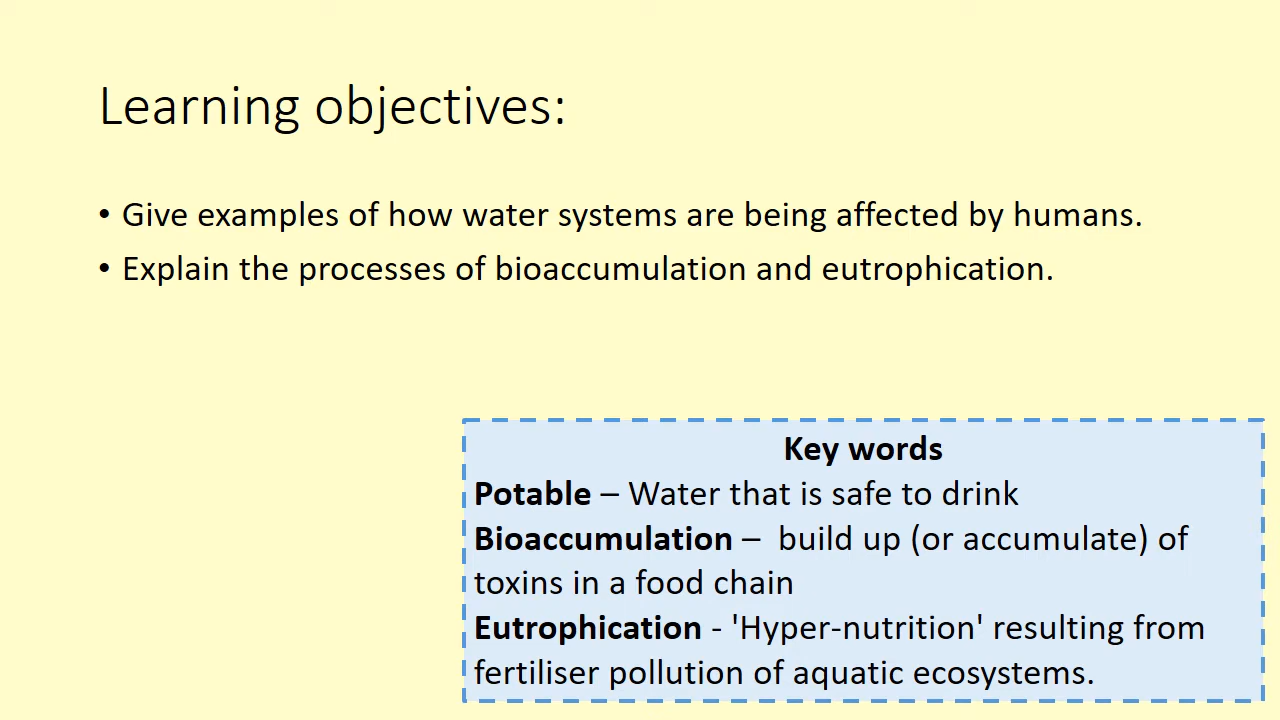 Learning objectives:
• Give examples of how water systems are being affected by humans.
• Explain the processes of bioaccumulation and eutrophication.
Key words
Potable – Water that is safe to drink
Bioaccumulation –  build up (or accumulate) of
toxins in a food chain
Eutrophication - 'Hyper-nutrition' resulting from
fertiliser pollution of aquatic ecosystems.